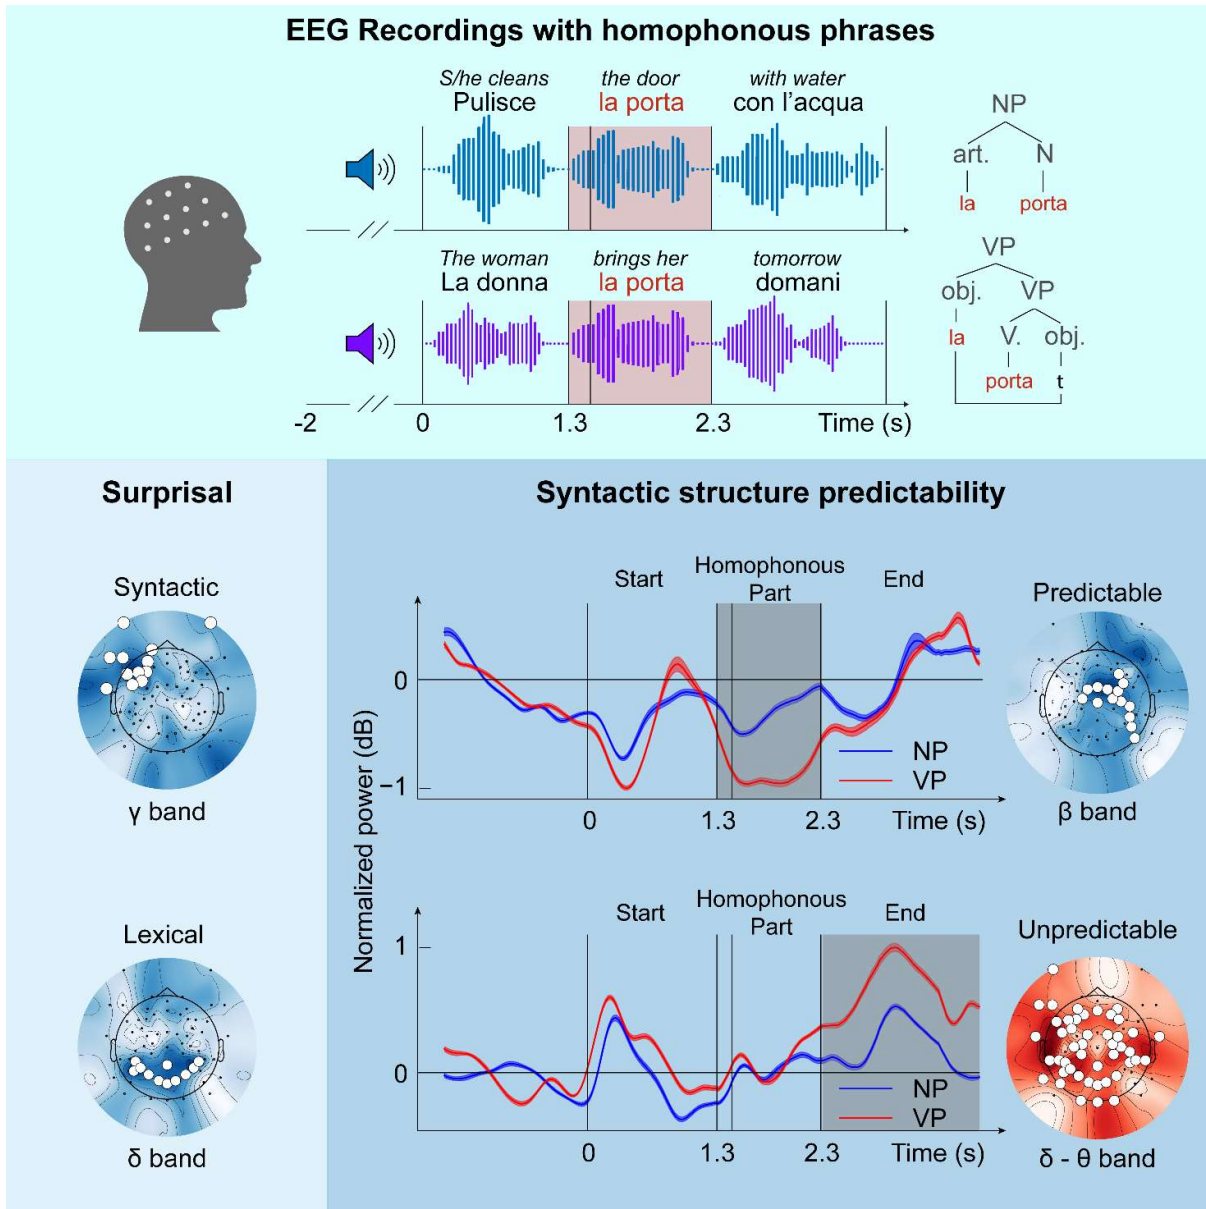 EEG Recordings with homophonous phrases
S/he cleans the door with water
Pulisce la porta con l'acqua
The woman brings her tomorrow
La donna la porta domani
-2 0 1.3 2.3 Time (s)
NP
art. N
la porta
VP
obj. VP
la V. obj.
porta t
Surprisal
Syntactic
γ band
Lexical
δ band
Syntactic structure predictability
Normalized power (dB)
Start Homophonous Part End
0
−1
NP
VP
0 1.3 2.3 Time (s)
Predictable
β band
Start Homophonous Part End
1
0
NP
VP
0 1.3 2.3 Time (s)
Unpredictable
δ - θ band